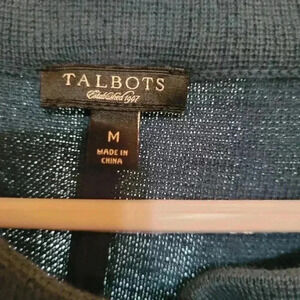 TALBOTS
Established 1947
M
MADE IN
CHINA